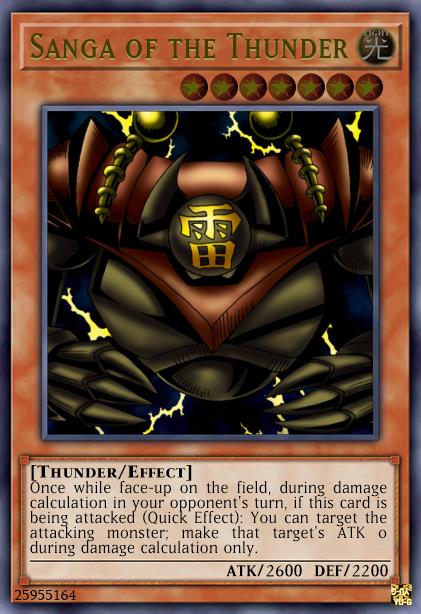 Sanga of the Thunder
LIGHT
光
雷
[Thunder/Effect]
Once while face-up on the field, during damage
calculation in your opponent's turn, if this card is
being attacked (Quick Effect): You can target the
attacking monster; make that target's ATK 0
during damage calculation only.
ATK/2600 DEF/2200
25955164